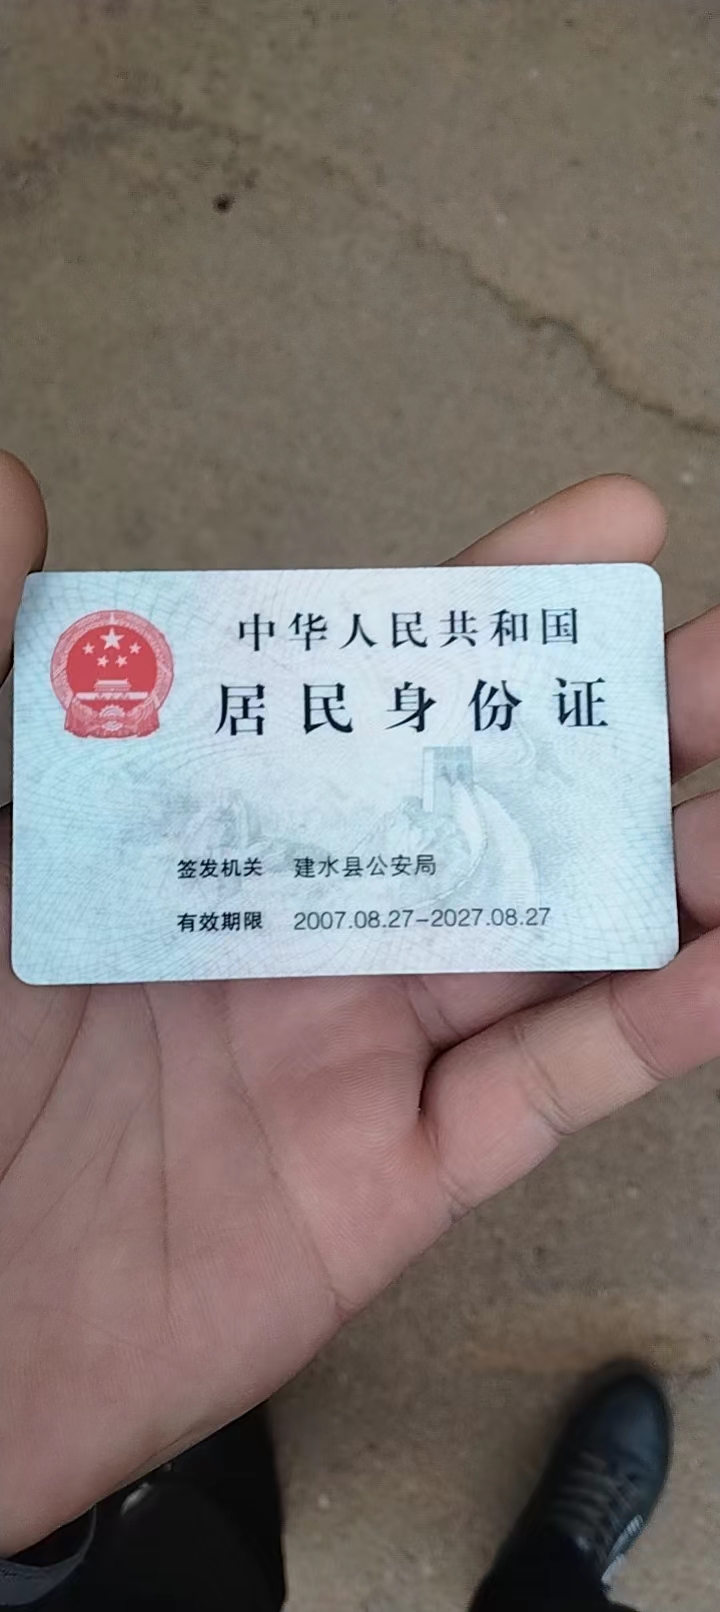 中华人民共和国
居民身份证
签发机关 建水县公安局
有效期限 2007.08.27-2027.08.27